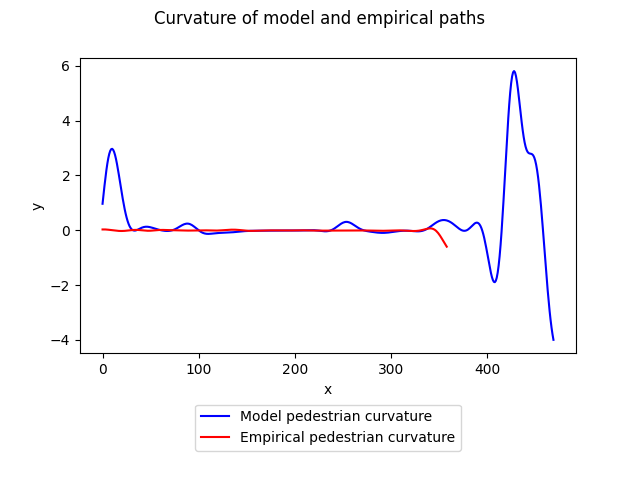 Curvature of model and empirical paths
6
4
2
0
−2
−4
y
0 100 200 300 400
x
Model pedestrian curvature
Empirical pedestrian curvature